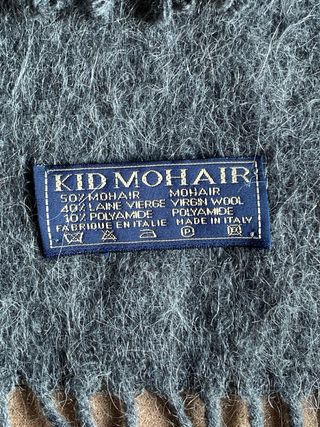 KID MOHAIR
50% MOHAIR MOHAIR
40% LAINE VIERGE VIRGIN WOOL
10% POLYAMIDE POLYAMIDE
FABRIQUE EN ITALIE MADE IN ITALY